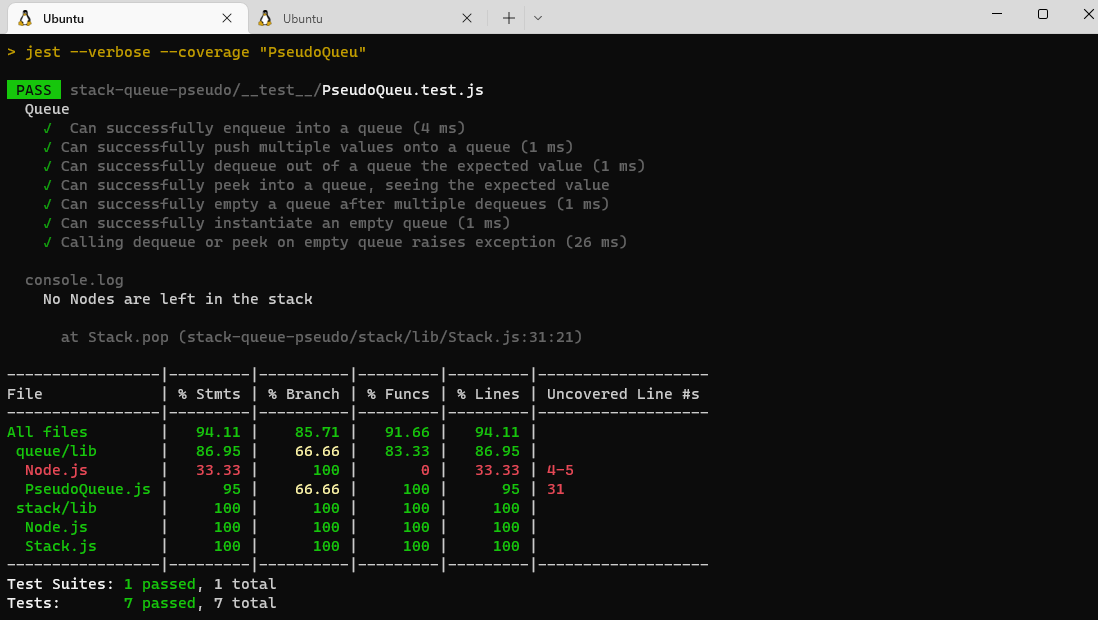 Ubuntu
Ubuntu
> jest --verbose --coverage "PseudoQueu"
PASS stack-queue-pseudo/__test__/PseudoQueu.test.js
Queue
✓  Can successfully enqueue into a queue (4 ms)
✓ Can successfully push multiple values onto a queue (1 ms)
✓ Can successfully dequeue out of a queue the expected value (1 ms)
✓ Can successfully peek into a queue, seeing the expected value
✓ Can successfully empty a queue after multiple dequeues (1 ms)
✓ Can successfully instantiate an empty queue (1 ms)
✓ Calling dequeue or peek on empty queue raises exception (26 ms)
console.log
No Nodes are left in the stack
at Stack.pop (stack-queue-pseudo/stack/lib/Stack.js:31:21)
-----------------|---------|----------|---------|---------|-------------------
File             | % Stmts | % Branch | % Funcs | % Lines | Uncovered Line #s
-----------------|---------|----------|---------|---------|-------------------
All files        |   94.11 |    85.71 |   91.66 |   94.11 |
 queue/lib       |   86.95 |    66.66 |   83.33 |   86.95 |
  Node.js        |   33.33 |      100 |       0 |   33.33 | 4-5
  PseudoQueue.js |      95 |    66.66 |     100 |      95 | 31
 stack/lib       |     100 |      100 |     100 |     100 |
  Node.js        |     100 |      100 |     100 |     100 |
  Stack.js       |     100 |      100 |     100 |     100 |
-----------------|---------|----------|---------|---------|-------------------
Test Suites: 1 passed, 1 total
Tests:       7 passed, 7 total